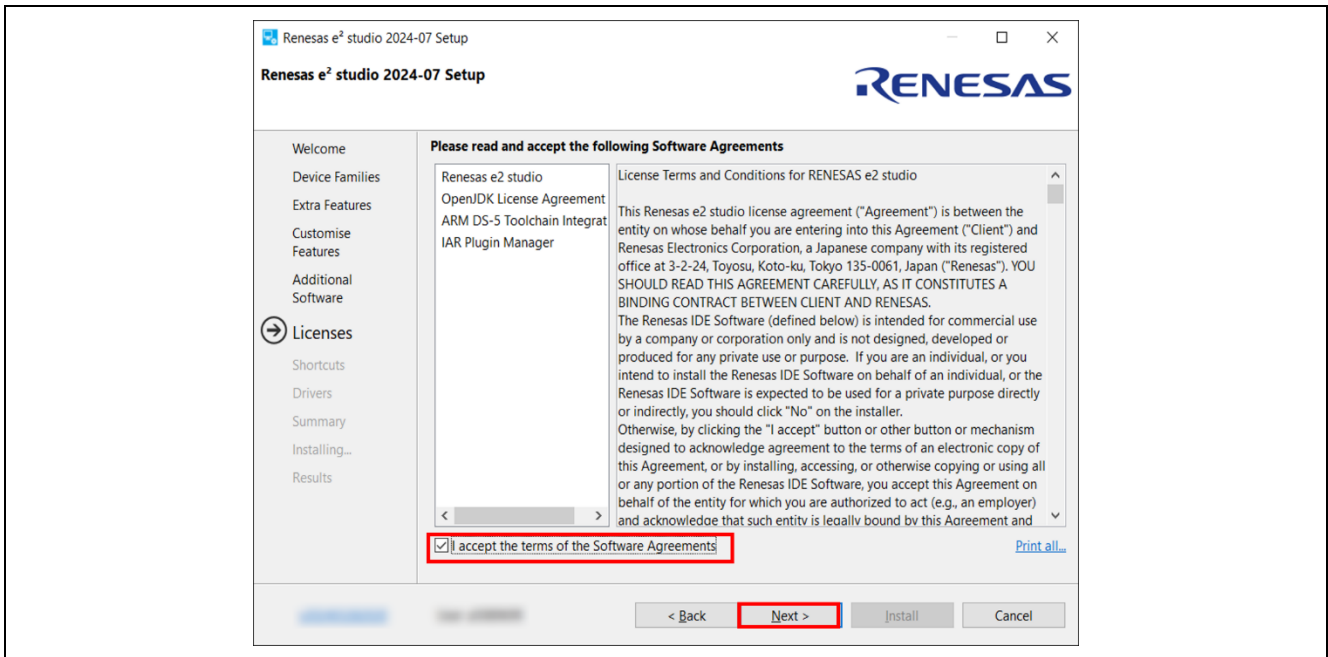 Renesas e² studio 2024-07 Setup
Renesas e² studio 2024-07 Setup
RENESAS
Welcome
Device Families
Extra Features
Customise
Features
Additional
Software
Licenses
Shortcuts
Drivers
Summary
Installing...
Results
Please read and accept the following Software Agreements
Renesas e2 studio
OpenJDK License Agreement
ARM DS-5 Toolchain Integrat
IAR Plugin Manager
License Terms and Conditions for RENESAS e2 studio
This Renesas e2 studio license agreement ("Agreement") is between the
entity on whose behalf you are entering into this Agreement ("Client") and
Renesas Electronics Corporation, a Japanese company with its registered
office at 3-2-24, Toyosu, Koto-ku, Tokyo 135-0061, Japan ("Renesas"). YOU
SHOULD READ THIS AGREEMENT CAREFULLY, AS IT CONSTITUTES A
BINDING CONTRACT BETWEEN CLIENT AND RENESAS.
The Renesas IDE Software (defined below) is intended for commercial use
by a company or corporation only and is not designed, developed or
produced for any private use or purpose. If you are an individual, or you
intend to install the Renesas IDE Software on behalf of an individual, or the
Renesas IDE Software is expected to be used for a private purpose directly
or indirectly, you should click "No" on the installer.
Otherwise, by clicking the "I accept" button or other button or mechanism
designed to acknowledge agreement to the terms of an electronic copy of
this Agreement, or by installing, accessing, or otherwise copying or using all
or any portion of the Renesas IDE Software, you accept this Agreement on
behalf of the entity for which you are authorized to act (e.g., an employer)
and acknowledge that such entity is legally bound by this Agreement and
I accept the terms of the Software Agreements
Print all...
< Back
Next >
Install
Cancel